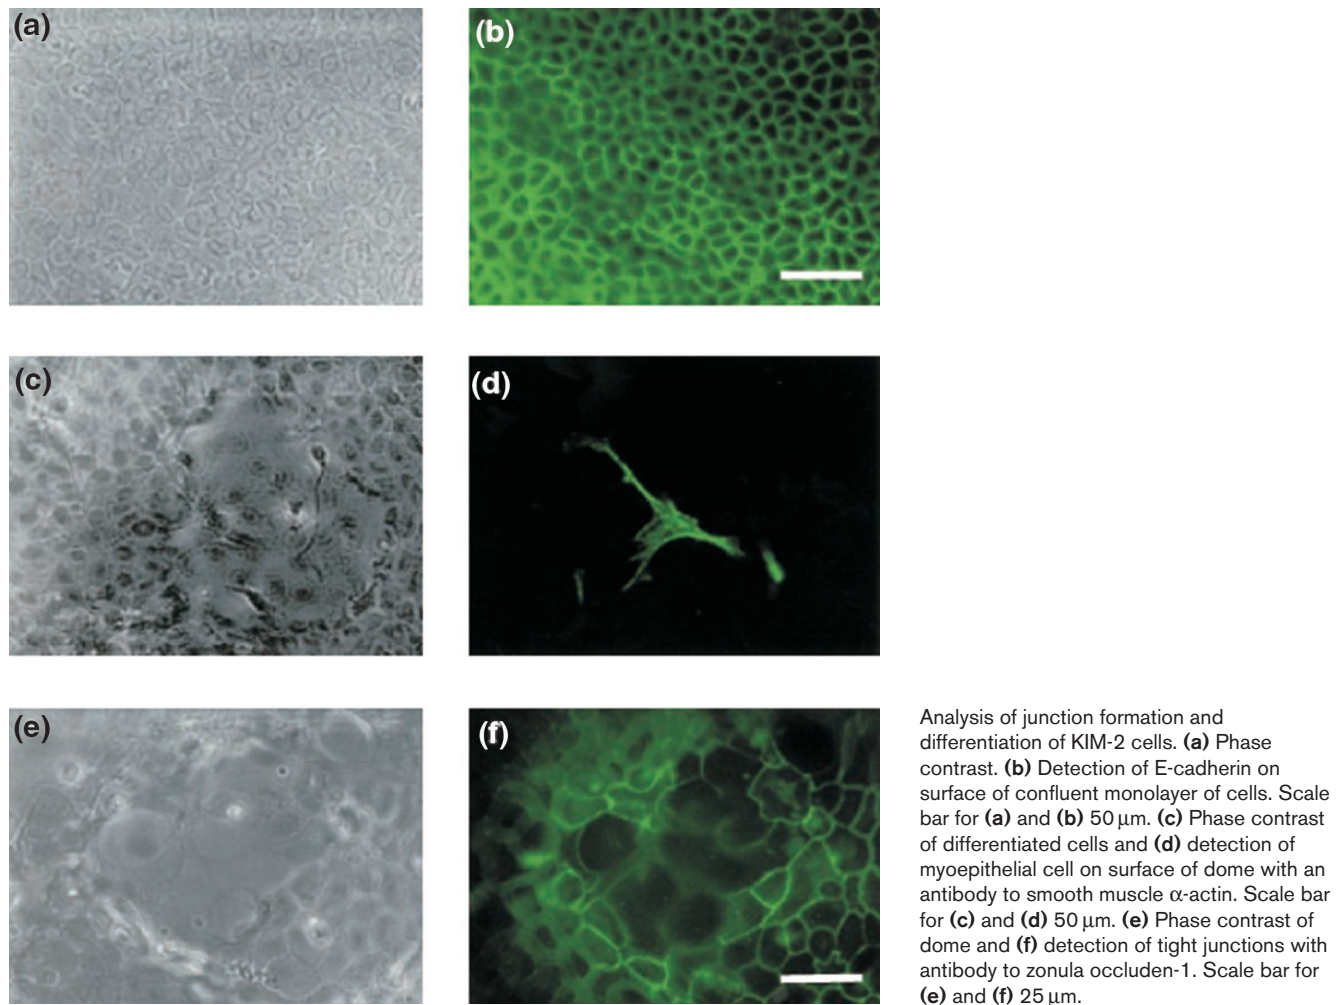 (a)
(b)
(c)
(d)
(e)
(f)
Analysis of junction formation and
differentiation of KIM-2 cells. (a) Phase
contrast. (b) Detection of E-cadherin on
surface of confluent monolayer of cells. Scale
bar for (a) and (b) 50 μm. (c) Phase contrast
of differentiated cells and (d) detection of
myoepithelial cell on surface of dome with an
antibody to smooth muscle α-actin. Scale bar
for (c) and (d) 50 μm. (e) Phase contrast of
dome and (f) detection of tight junctions with
antibody to zonula occluden-1. Scale bar for
(e) and (f) 25 μm.